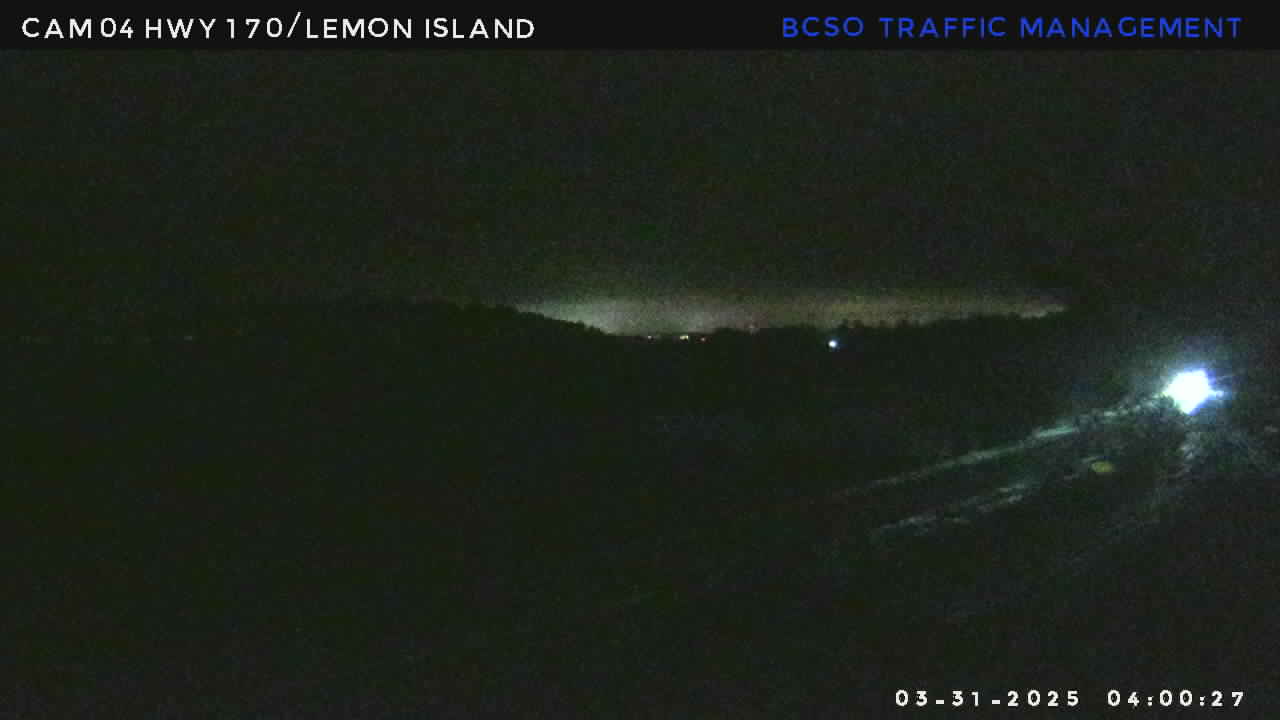 CAM04 HWY 170/LEMON ISLAND
BCSO TRAFFIC MANAGEMENT
03-31-2025 04:00:27